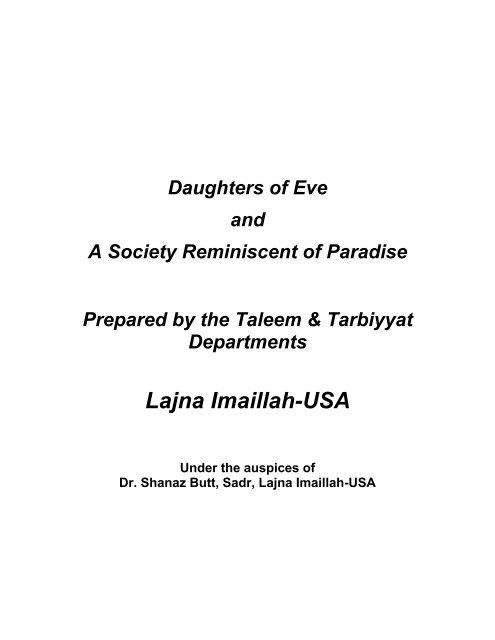 Daughters of Eve
and
A Society Reminiscent of Paradise
Prepared by the Taleem & Tarbiyyat
Departments
Lajna Imaillah-USA
Under the auspices of
Dr. Shanaz Butt, Sadr, Lajna Imaillah-USA